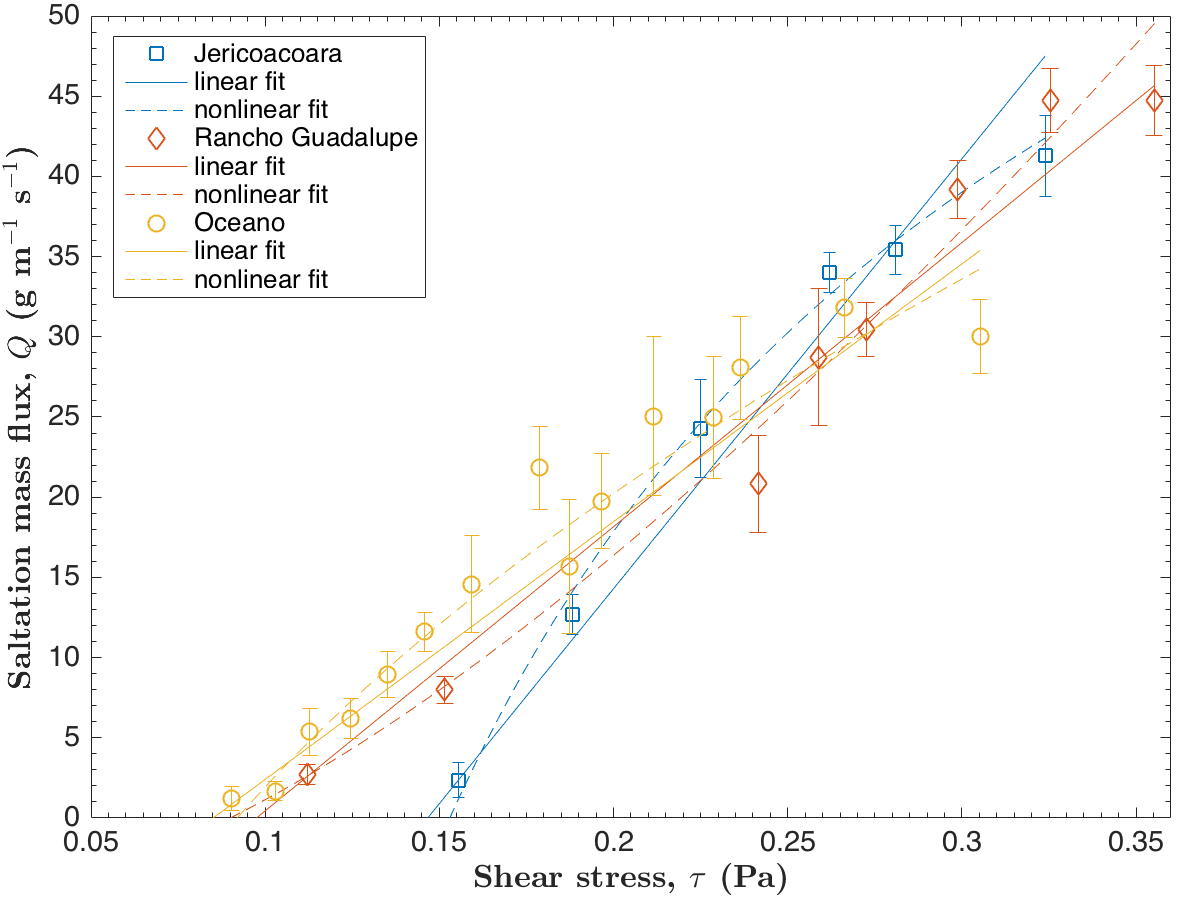 50
45
40
35
30
25
20
15
10
5
0
Saltation mass flux, Q (g m⁻¹ s⁻¹)
Jericoacoara
linear fit
nonlinear fit
Rancho Guadalupe
linear fit
nonlinear fit
Oceano
linear fit
nonlinear fit
0.05 0.1 0.15 0.2 0.25 0.3 0.35
Shear stress, τ (Pa)